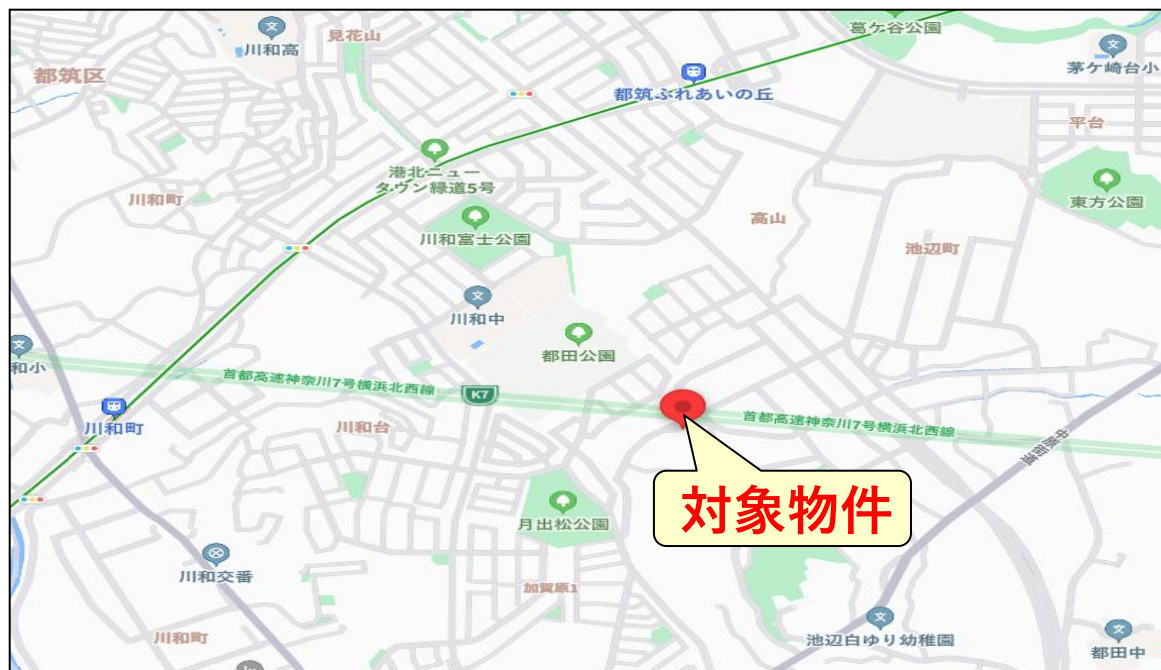 川和高
見花山
葛ケ谷公園
茅ケ崎台小
都筑区
都筑ふれあいの丘
平台
港北ニュー
タウン緑道5号
川和町
東方公園
川和富士公園
高山
池辺町
川和中
都田公園
和小
首都高速神奈川7号横浜北西線
K7
川和町
川和台
首都高速神奈川7号横浜北西線
中原街道
対象物件
月出松公園
川和交番
加賀原1
川和町
池辺白ゆり幼稚園
都田中